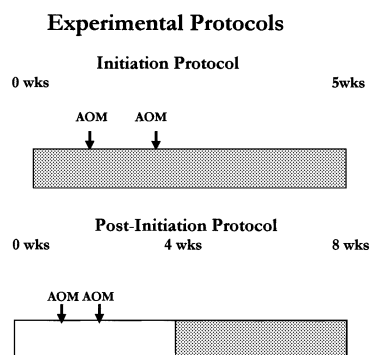 Experimental Protocols
Initiation Protocol
0 wks 5wks
AOM AOM
Post-Initiation Protocol
0 wks 4 wks 8 wks
AOM AOM